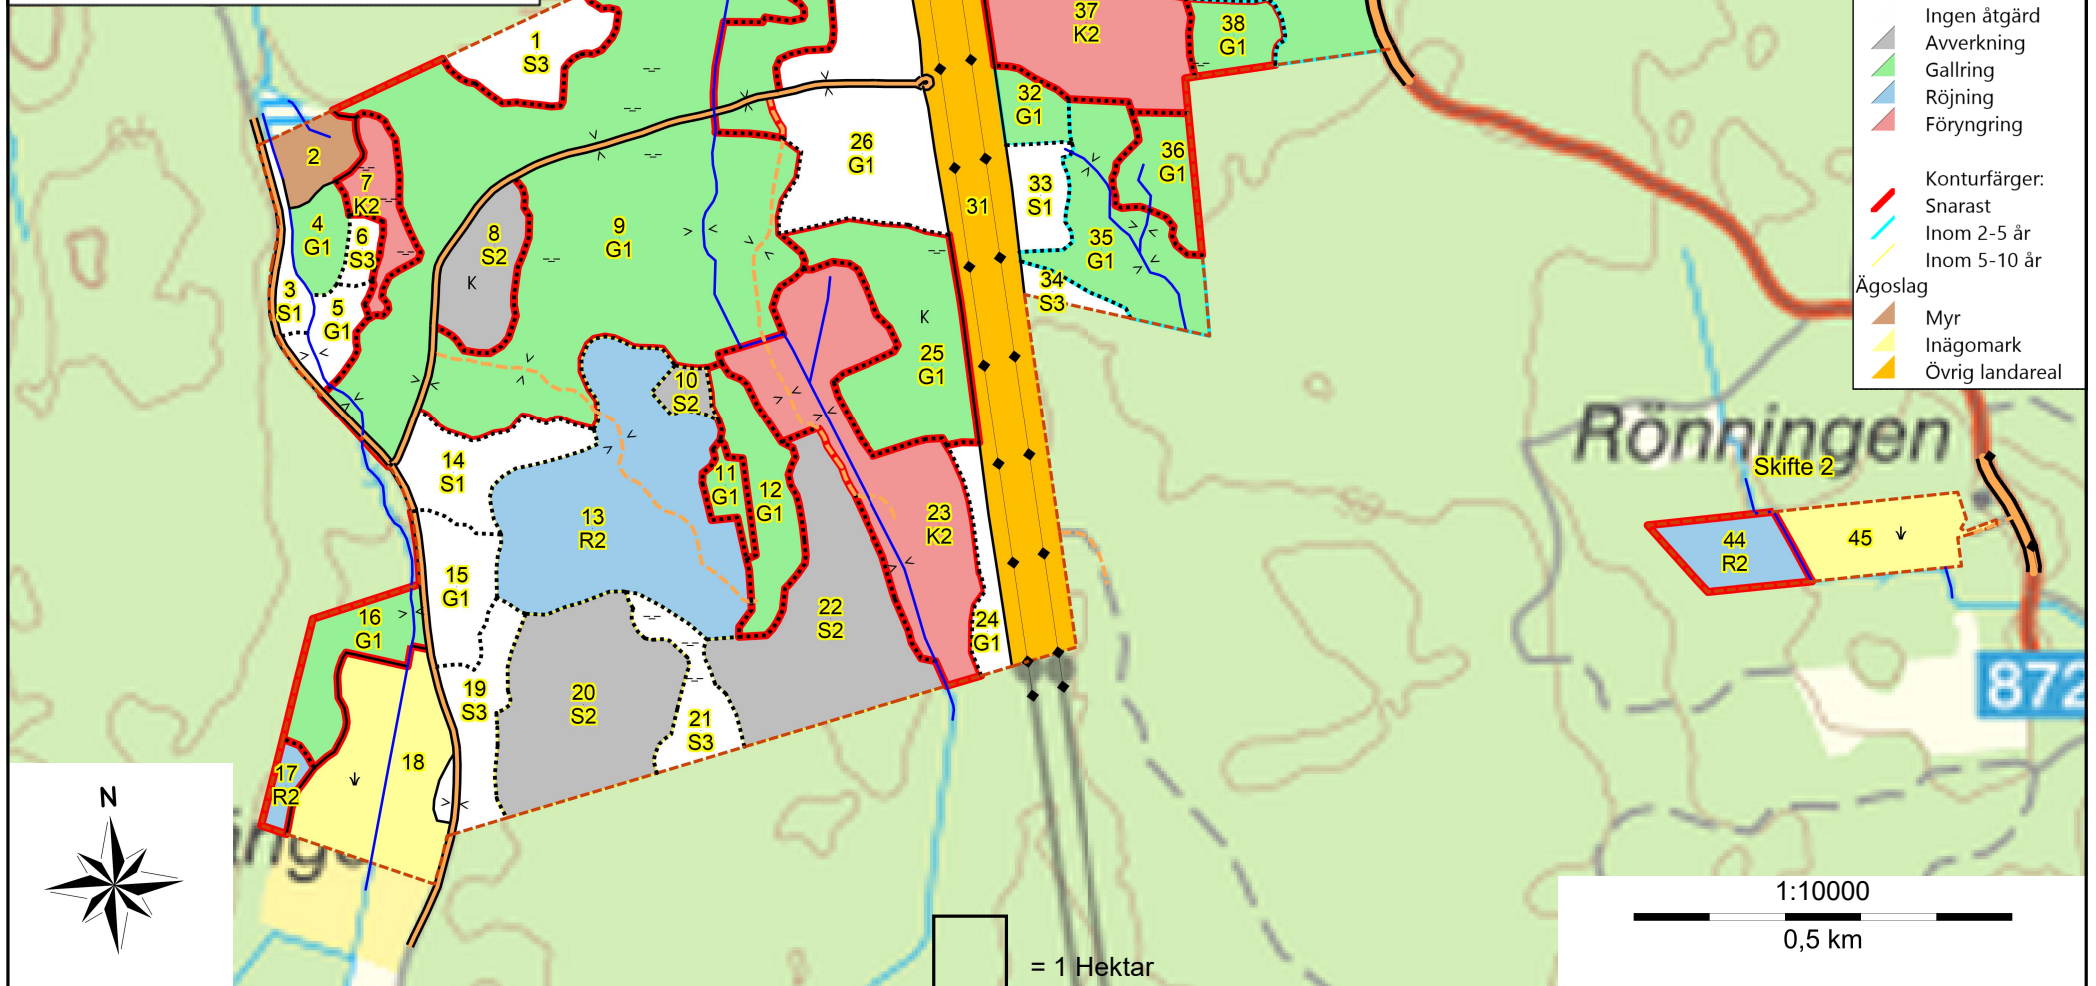 37
K2
38
G1
1
S3
Ingen åtgärd
Avverkning
Gallring
Röjning
Föryngring
Konturfärger:
Snarast
Inom 2-5 år
Inom 5-10 år
Ägoslag
Myr
Inägomark
Övrig landareal
32
G1
26
G1
36
G1
2
7
K2
33
S1
31
4
G1
6
S3
8
S2
K
9
G1
35
G1
34
S3
3
S1
5
G1
K
25
G1
10
S2
14
S1
11
G1
12
G1
13
R2
23
K2
Rönningen
Skifte 2
44
R2
45
15
G1
16
G1
22
S2
24
G1
19
S3
20
S2
21
S3
18
17
R2
872
N
1:10000
0,5 km
= 1 Hektar